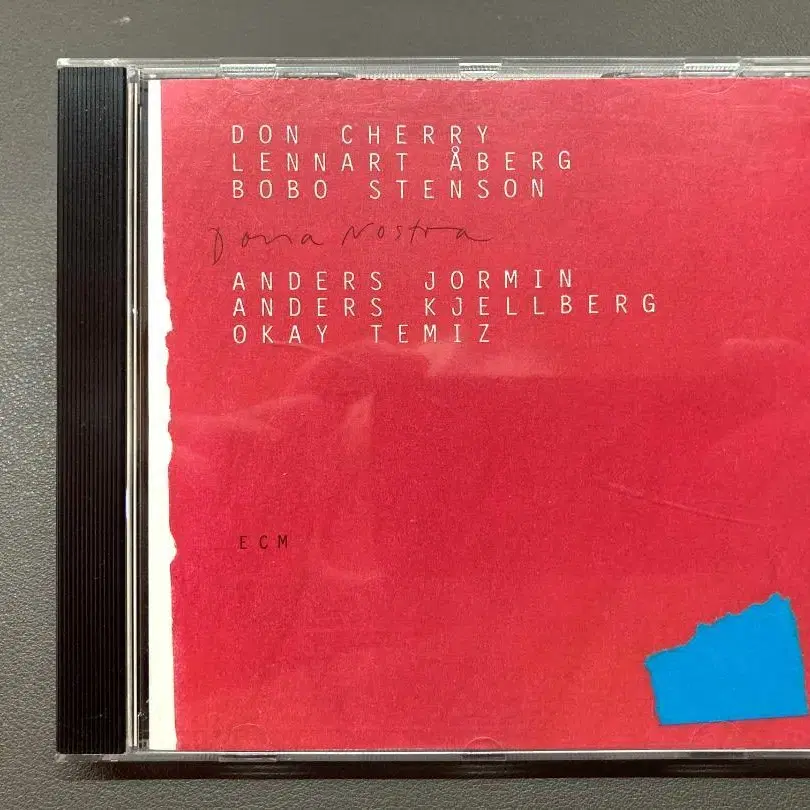 DON CHERRY
LENNART ÅBERG
BOBO STENSON
Dona Nostra
ANDERS JORMIN
ANDERS KJELLBERG
OKAY TEMIZ
ECM